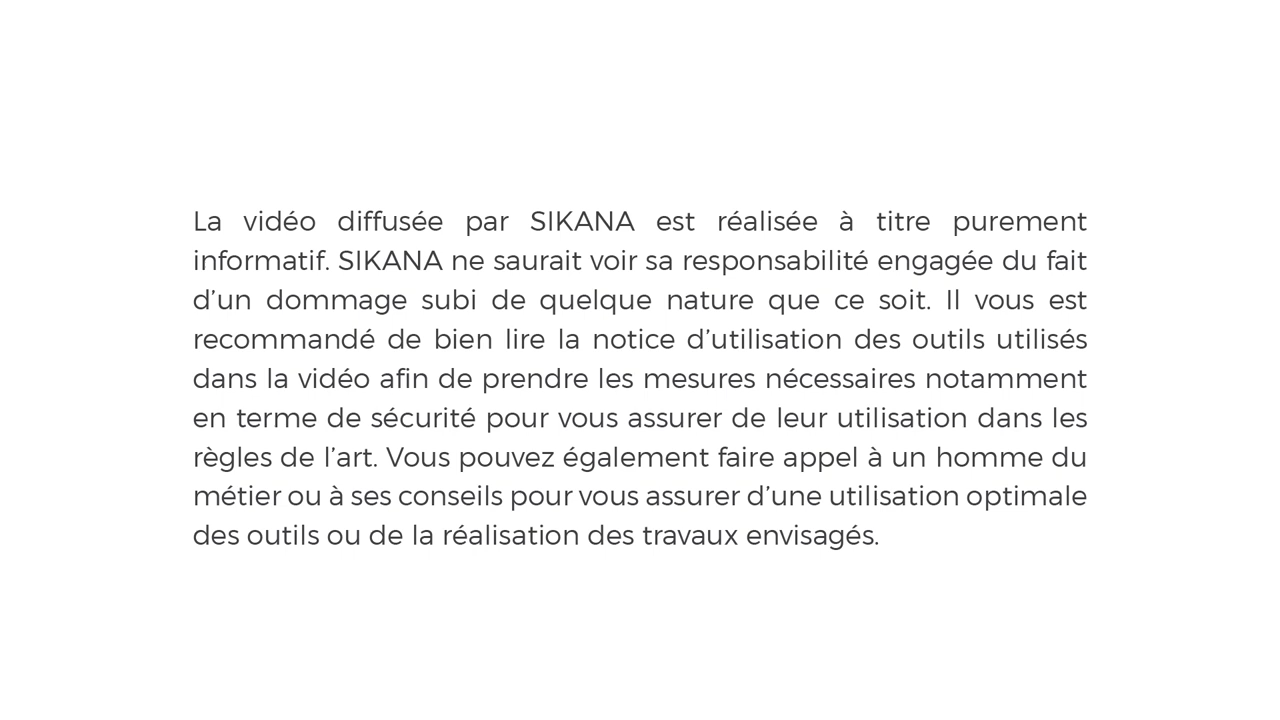 La vidéo diffusée par SIKANA est réalisée à titre purement
informatif. SIKANA ne saurait voir sa responsabilité engagée du fait
d’un dommage subi de quelque nature que ce soit. Il vous est
recommandé de bien lire la notice d’utilisation des outils utilisés
dans la vidéo afin de prendre les mesures nécessaires notamment
en terme de sécurité pour vous assurer de leur utilisation dans les
règles de l’art. Vous pouvez également faire appel à un homme du
métier ou à ses conseils pour vous assurer d’une utilisation optimale
des outils ou de la réalisation des travaux envisagés.